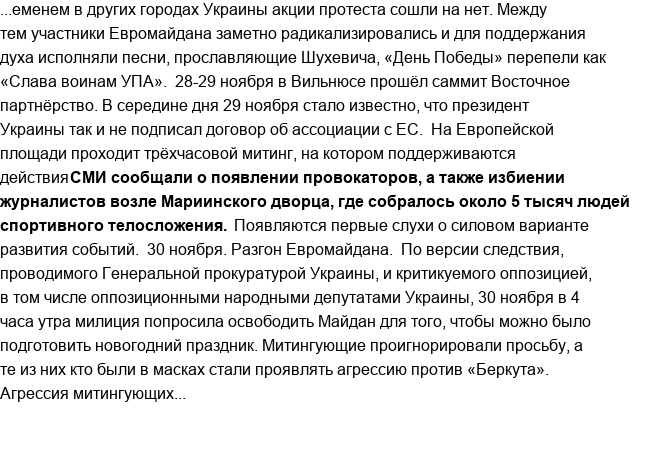 ...еменем в других городах Украины акции протеста сошли на нет. Между
тем участники Евромайдана заметно радикализировались и для поддержания
духа исполняли песни, прославляющие Шухевича, «День Победы» перепели как
«Слава воинам УПА».  28-29 ноября в Вильнюсе прошёл саммит Восточное
партнёрство. В середине дня 29 ноября стало известно, что президент
Украины так и не подписал договор об ассоциации с ЕС.  На Европейской
площади проходит трёхчасовой митинг, на котором поддерживаются
действияСМИ сообщали о появлении провокаторов, а также избиении
журналистов возле Мариинского дворца, где собралось около 5 тысяч людей
спортивного телосложения.  Появляются первые слухи о силовом варианте
развития событий.  30 ноября. Разгон Евромайдана.  По версии следствия,
проводимого Генеральной прокуратурой Украины, и критикуемого оппозицией,
в том числе оппозиционными народными депутатами Украины, 30 ноября в 4
часа утра милиция попросила освободить Майдан для того, чтобы можно было
подготовить новогодний праздник. Митингующие проигнорировали просьбу, а
те из них кто были в масках стали проявлять агрессию против «Беркута».
Агрессия митингующих...